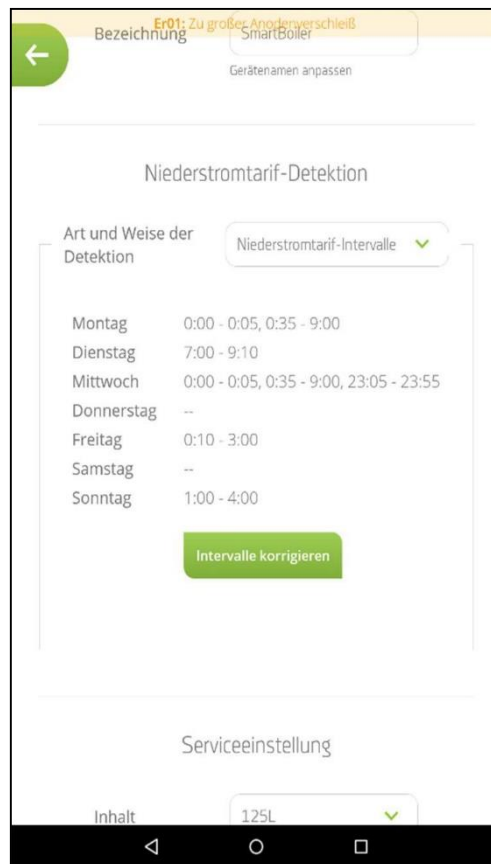 Er01: Zu großer Anodenverschleiß
Bezeichnung SmartBoiler
Gerätenamen anpassen
Niederstromtarif-Detektion
Art und Weise der
Detektion
Niederstromtarif-Intervalle
Montag 0:00 - 0:05, 0:35 - 9:00
Dienstag 7:00 - 9:10
Mittwoch 0:00 - 0:05, 0:35 - 9:00, 23:05 - 23:55
Donnerstag --
Freitag 0:10 - 3:00
Samstag --
Sonntag 1:00 - 4:00
Intervalle korrigieren
Serviceeinstellung
Inhalt 125L